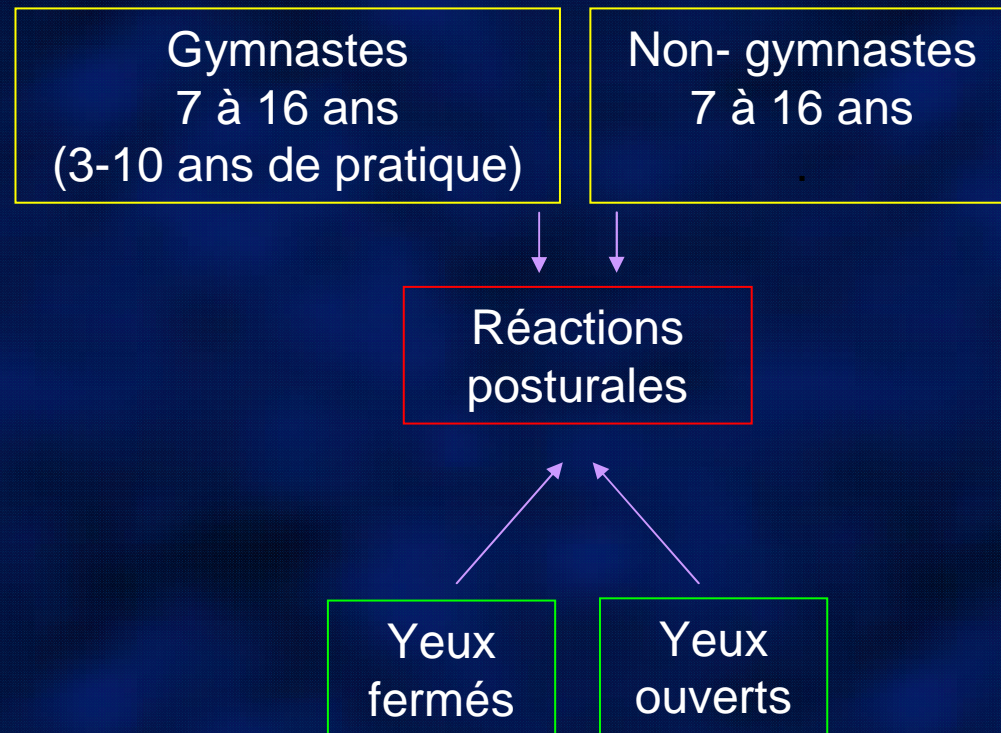 Gymnastes
7 à 16 ans
(3-10 ans de pratique)
Non- gymnastes
7 à 16 ans
.
Réactions
posturales
Yeux
fermés
Yeux
ouverts